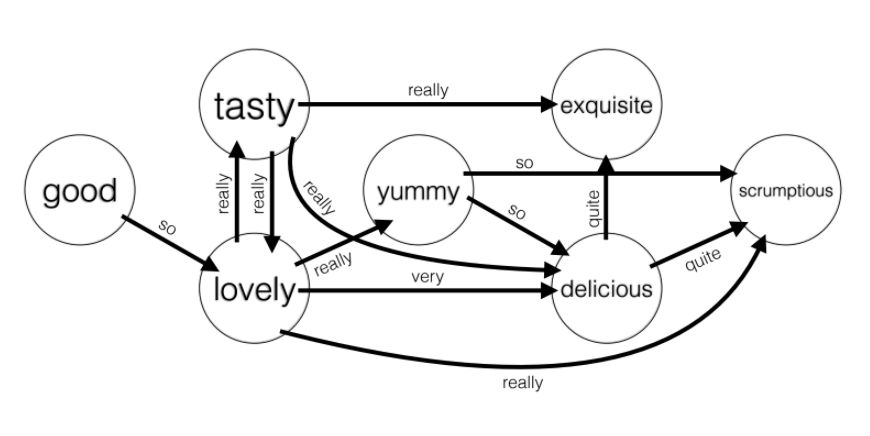 tasty
really
exquisite
good
so
really
really
really
yummy
so
so
quite
scrumptious
lovely
really
very
delicious
quite
really